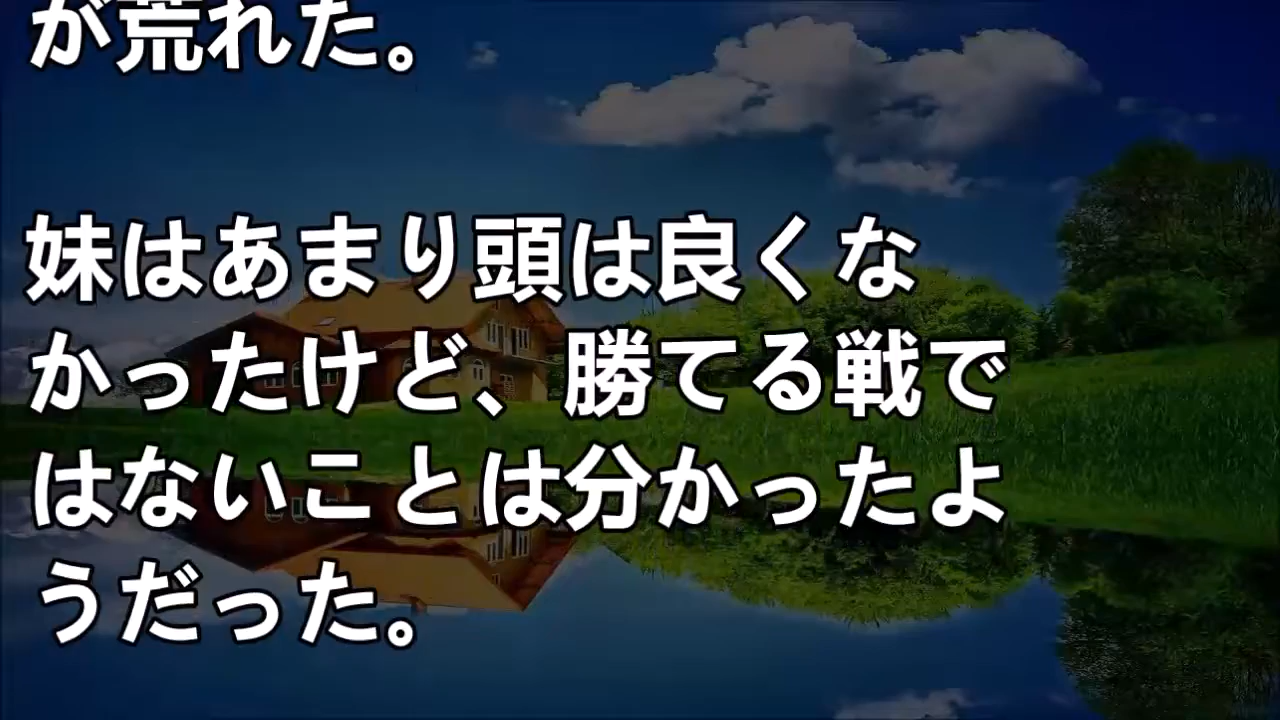 が荒れた。
妹はあまり頭は良くな
かったけど、勝てる戦で
はないことは分かったよ
うだった。